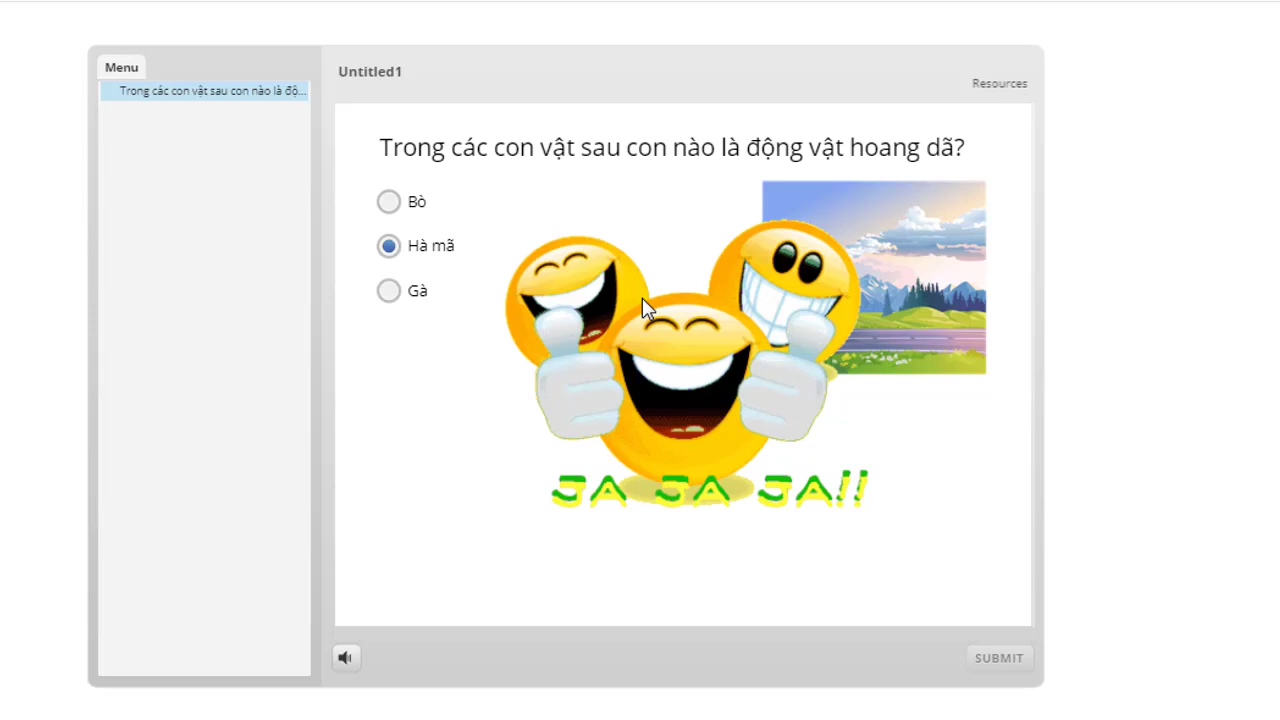 Menu
Trong các con vật sau con nào là độ...
Untitled1
Resources
Trong các con vật sau con nào là động vật hoang dã?
Bò
Hà mã
Gà
JA JA JA!!
SUBMIT